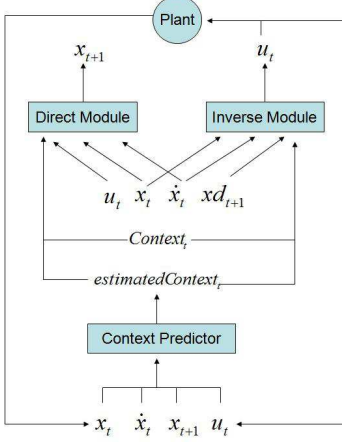 Plant
x_{t+1} u_t
Direct Module Inverse Module
u_t x_t ẋ_t xd_{t+1}
Context_t
estimatedContext_t
Context Predictor
x_t ẋ_t x_{t+1} u_t